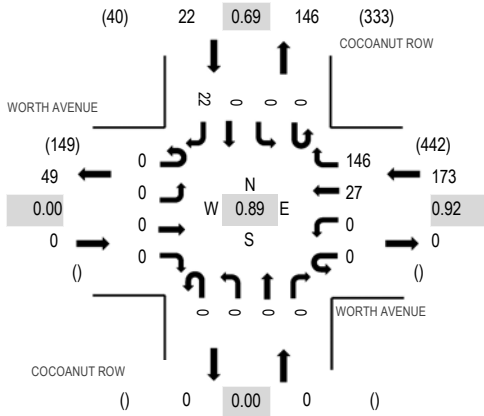 (40) 22 0.69 146 (333)
COCOANUT ROW
WORTH AVENUE
22 0 0 0
(149) (442)
49 0 146 173
0.00 0 N 27 0.92
W 0.89 E
0 0 S 0 0
() 0 0 ()
0 0 0 0
WORTH AVENUE
COCOANUT ROW
() 0 0.00 0 ()